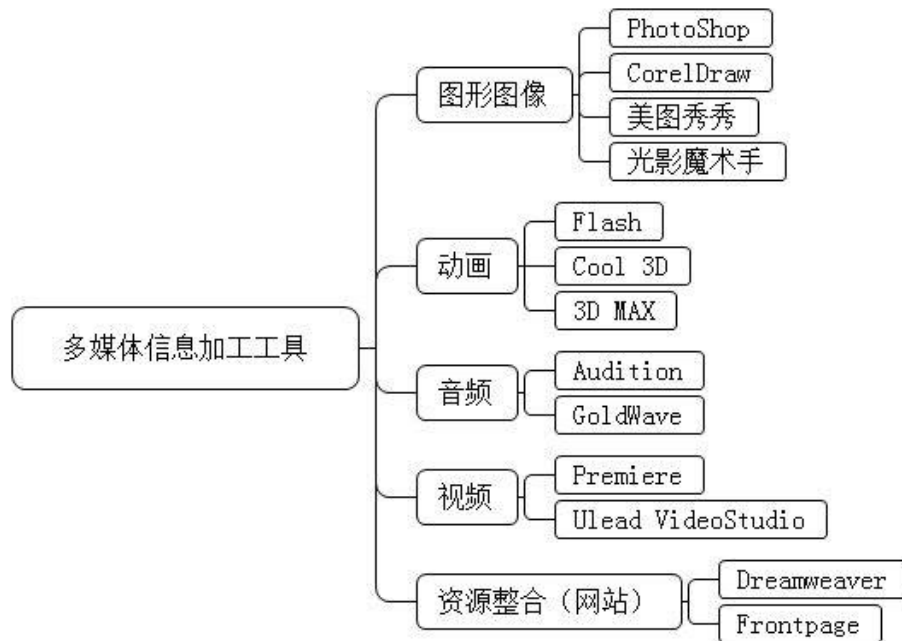 多媒体信息加工工具
图形图像
PhotoShop
CorelDraw
美图秀秀
光影魔术手
动画
Flash
Cool 3D
3D MAX
音频
Audition
GoldWave
视频
Premiere
Ulead VideoStudio
资源整合（网站）
Dreamweaver
Frontpage